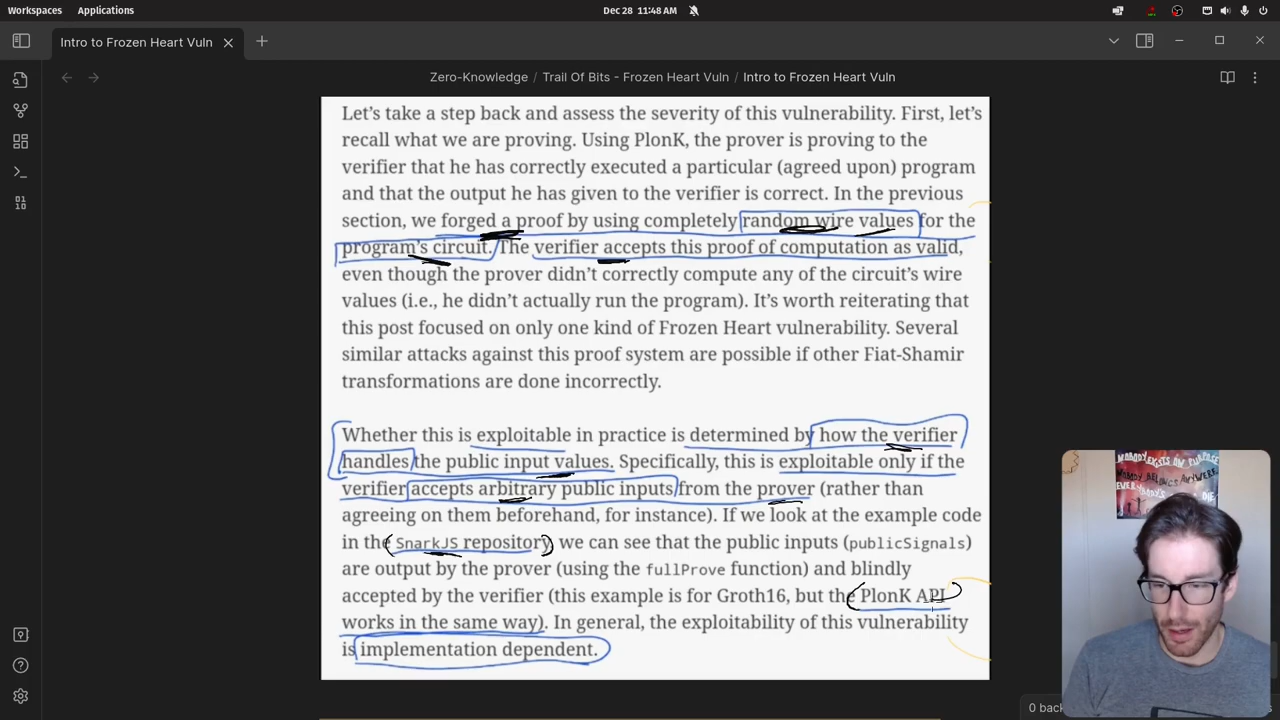 Workspaces Applications Dec 28 11:48 AM
Intro to Frozen Heart Vuln
Zero-Knowledge / Trail Of Bits - Frozen Heart Vuln / Intro to Frozen Heart Vuln
Let's take a step back and assess the severity of this vulnerability. First, let's
recall what we are proving. Using PlonK, the prover is proving to the
verifier that he has correctly executed a particular (agreed upon) program
and that the output he has given to the verifier is correct. In the previous
section, we forged a proof by using completely random wire values for the
program's circuit. The verifier accepts this proof of computation as valid,
even though the prover didn't correctly compute any of the circuit's wire
values (i.e., he didn't actually run the program). It's worth reiterating that
this post focused on only one kind of Frozen Heart vulnerability. Several
similar attacks against this proof system are possible if other Fiat-Shamir
transformations are done incorrectly.
Whether this is exploitable in practice is determined by how the verifier
handles the public input values. Specifically, this is exploitable only if the
verifier accepts arbitrary public inputs from the prover (rather than
agreeing on them beforehand, for instance). If we look at the example code
in the SnarkJS repository, we can see that the public inputs (publicSignals)
are output by the prover (using the fullProve function) and blindly
accepted by the verifier (this example is for Groth16, but the PlonK API
works in the same way). In general, the exploitability of this vulnerability
is implementation dependent.
NOBODY EXISTS ON PURPOSE
NOBODY BELONGS ANYWHERE
0 back